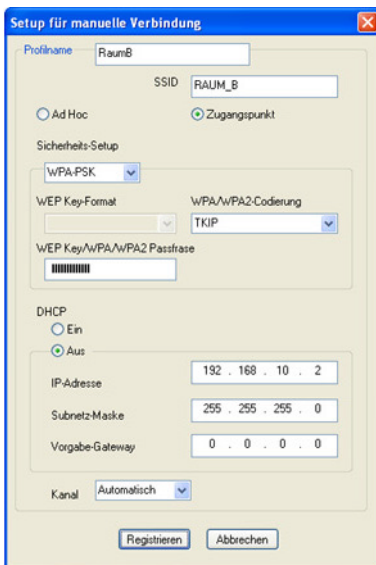 Setup für manuelle Verbindung
Profilname RaumB
SSID RAUM_B
Ad Hoc Zugangspunkt
Sicherheits-Setup
WPA-PSK
WEP Key-Format WPA/WPA2-Codierung
TKIP
WEP Key/WPA/WPA2 Passfrase
DHCP
Ein
Aus
IP-Adresse 192 . 168 . 10 . 2
Subnetz-Maske 255 . 255 . 255 . 0
Vorgabe-Gateway 0 . 0 . 0 . 0
Kanal Automatisch
Registrieren Abbrechen